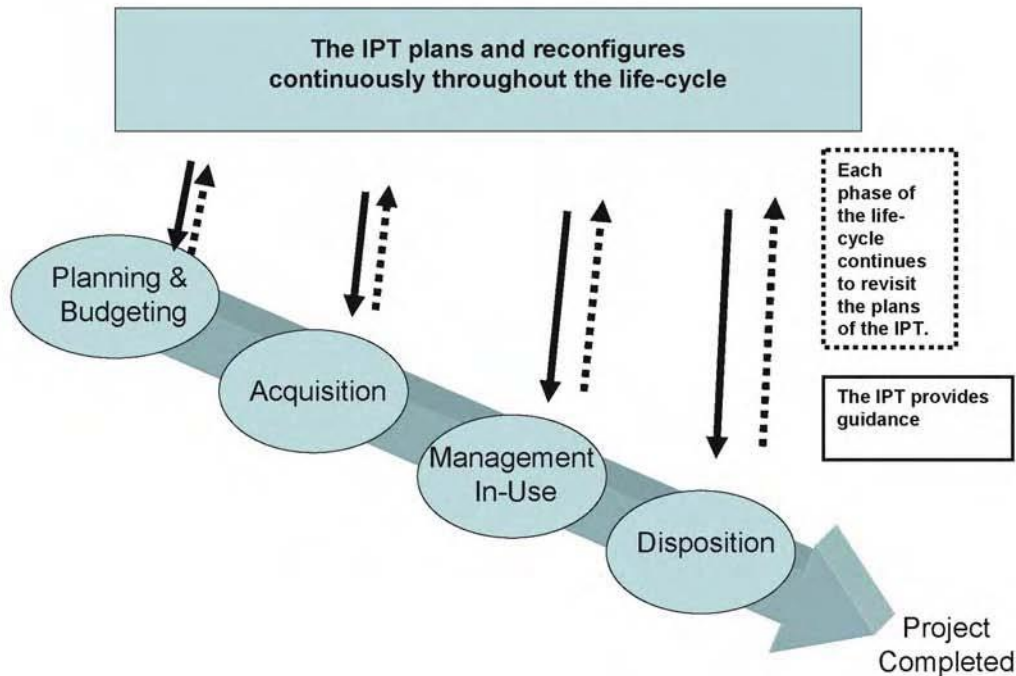 The IPT plans and reconfigures
continuously throughout the life-cycle
Each
phase of
the life-
cycle
continues
to revisit
the plans
of the IPT.
The IPT provides
guidance
Planning &
Budgeting
Acquisition
Management
In-Use
Disposition
Project
Completed